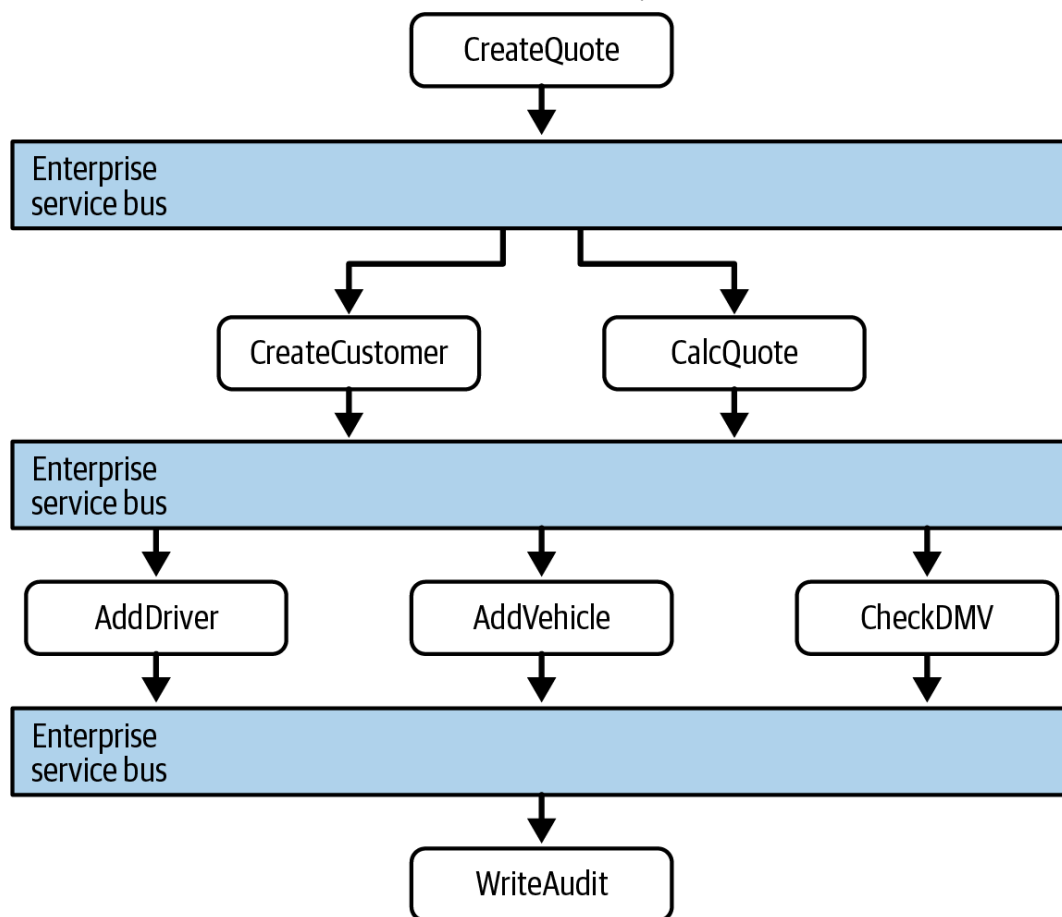 CreateQuote
Enterprise
service bus
CreateCustomer
CalcQuote
Enterprise
service bus
AddDriver
AddVehicle
CheckDMV
Enterprise
service bus
WriteAudit